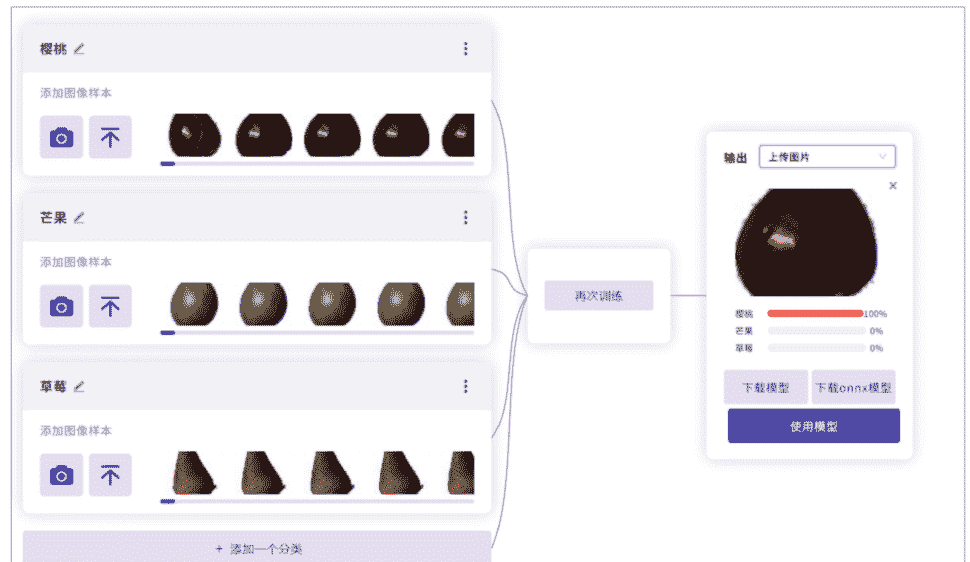 樱桃
添加图像样本
芒果
添加图像样本
草莓
添加图像样本
+ 添加一个分类
再次训练
输出 上传图片
樱桃 100%
芒果 0%
草莓 0%
下载模型 下载onnx模型
使用模型